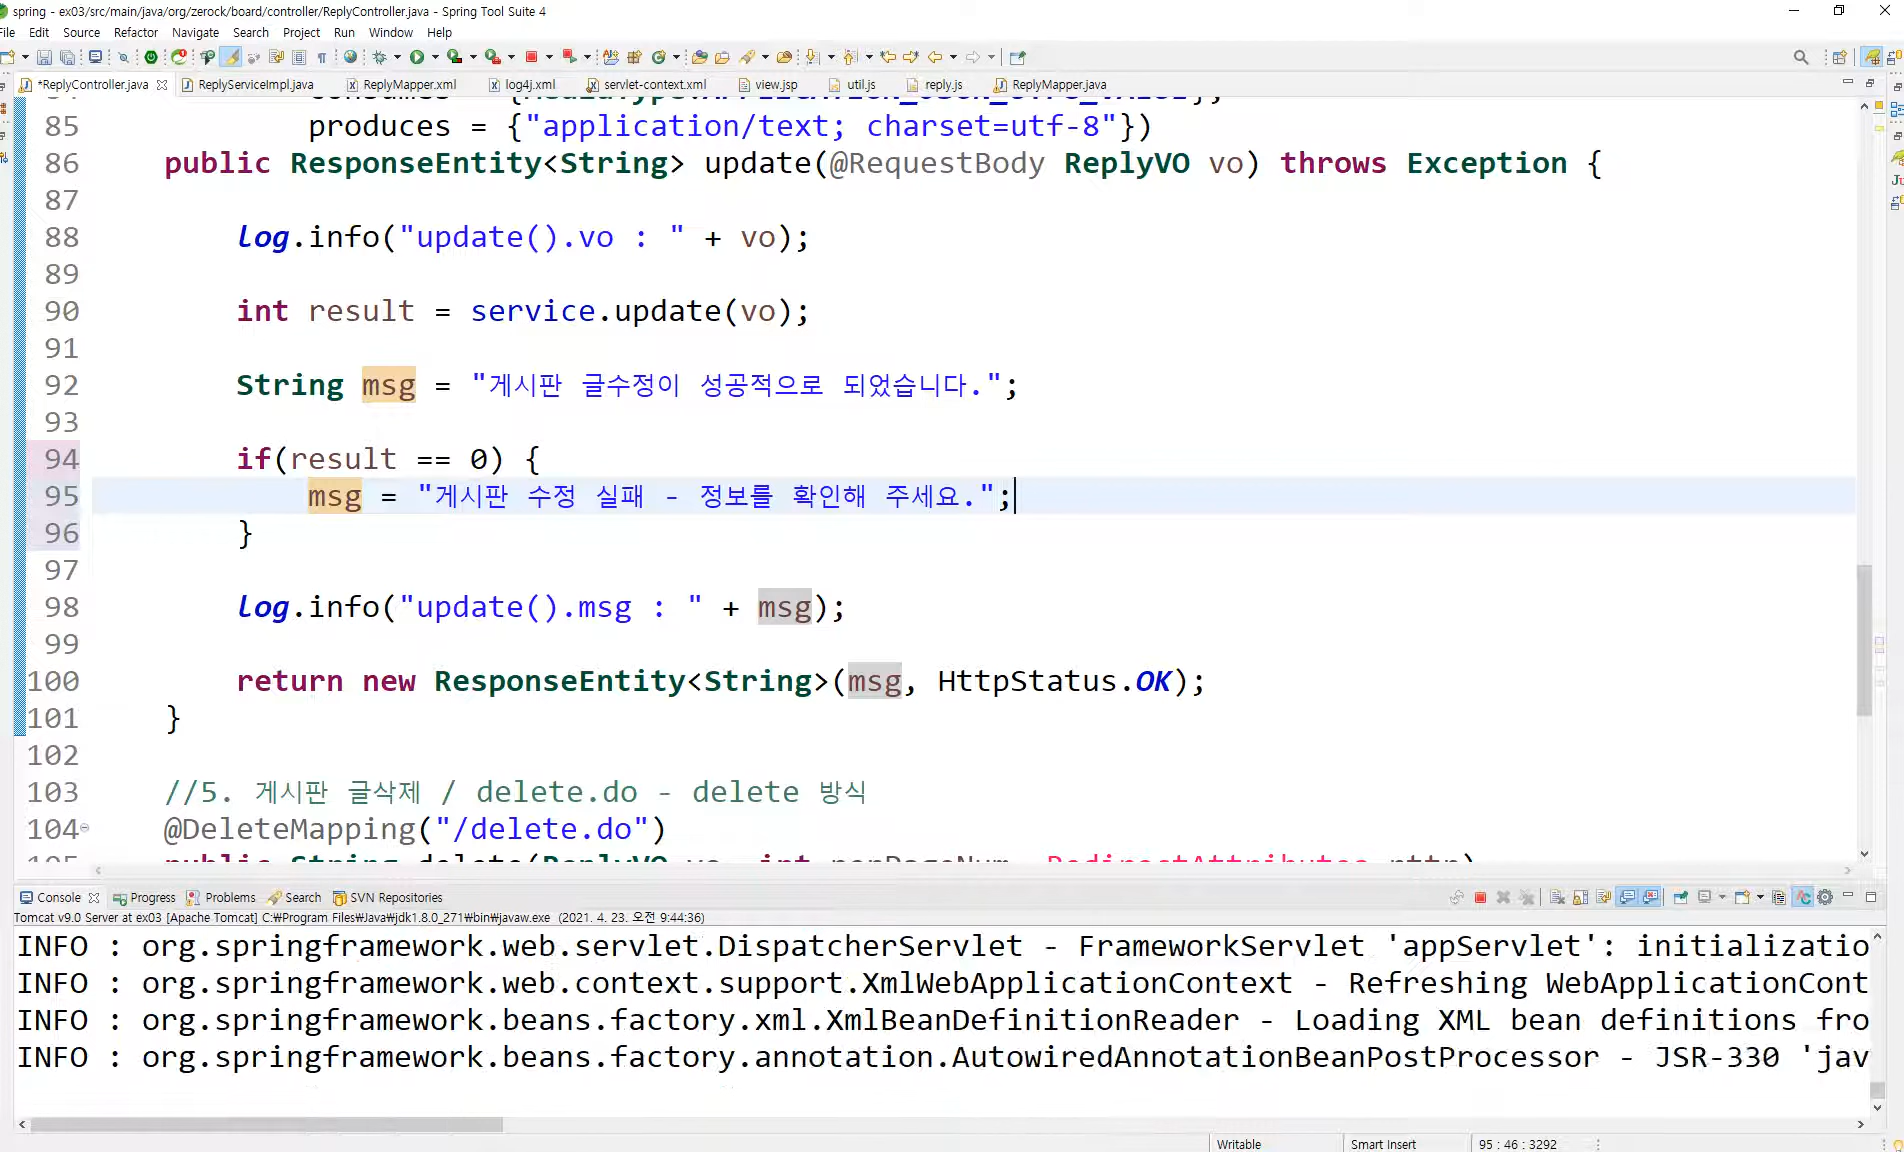 spring - ex03/src/main/java/org/zerock/board/controller/ReplyController.java - Spring Tool Suite 4
File Edit Source Refactor Navigate Search Project Run Window Help
*ReplyController.java ReplyServiceImpl.java ReplyMapper.xml log4j.xml servlet-context.xml view.jsp util.js reply.js ReplyMapper.java
85 produces = {"application/text; charset=utf-8"})
86 public ResponseEntity<String> update(@RequestBody ReplyVO vo) throws Exception {
87
88 log.info("update().vo : " + vo);
89
90 int result = service.update(vo);
91
92 String msg = "게시판 글수정이 성공적으로 되었습니다.";
93
94 if(result == 0) {
95 msg = "게시판 수정 실패 - 정보를 확인해 주세요.";
96 }
97
98 log.info("update().msg : " + msg);
99
100 return new ResponseEntity<String>(msg, HttpStatus.OK);
101 }
102
103 //5. 게시판 글삭제 / delete.do - delete 방식
104 @DeleteMapping("/delete.do")
105 public String delete(ReplyVO vo, int perPageNum, RedirectAttributes rttr)
Console Progress Problems Search SVN Repositories
Tomcat v9.0 Server at ex03 [Apache Tomcat] C:₩Program Files₩Java₩jdk1.8.0_271₩bin₩javaw.exe (2021. 4. 23. 오전 9:44:36)
INFO : org.springframework.web.servlet.DispatcherServlet - FrameworkServlet 'appServlet': initializatio
INFO : org.springframework.web.context.support.XmlWebApplicationContext - Refreshing WebApplicationCont
INFO : org.springframework.beans.factory.xml.XmlBeanDefinitionReader - Loading XML bean definitions fro
INFO : org.springframework.beans.factory.annotation.AutowiredAnnotationBeanPostProcessor - JSR-330 'jav
Writable Smart Insert 95 : 46 : 3292